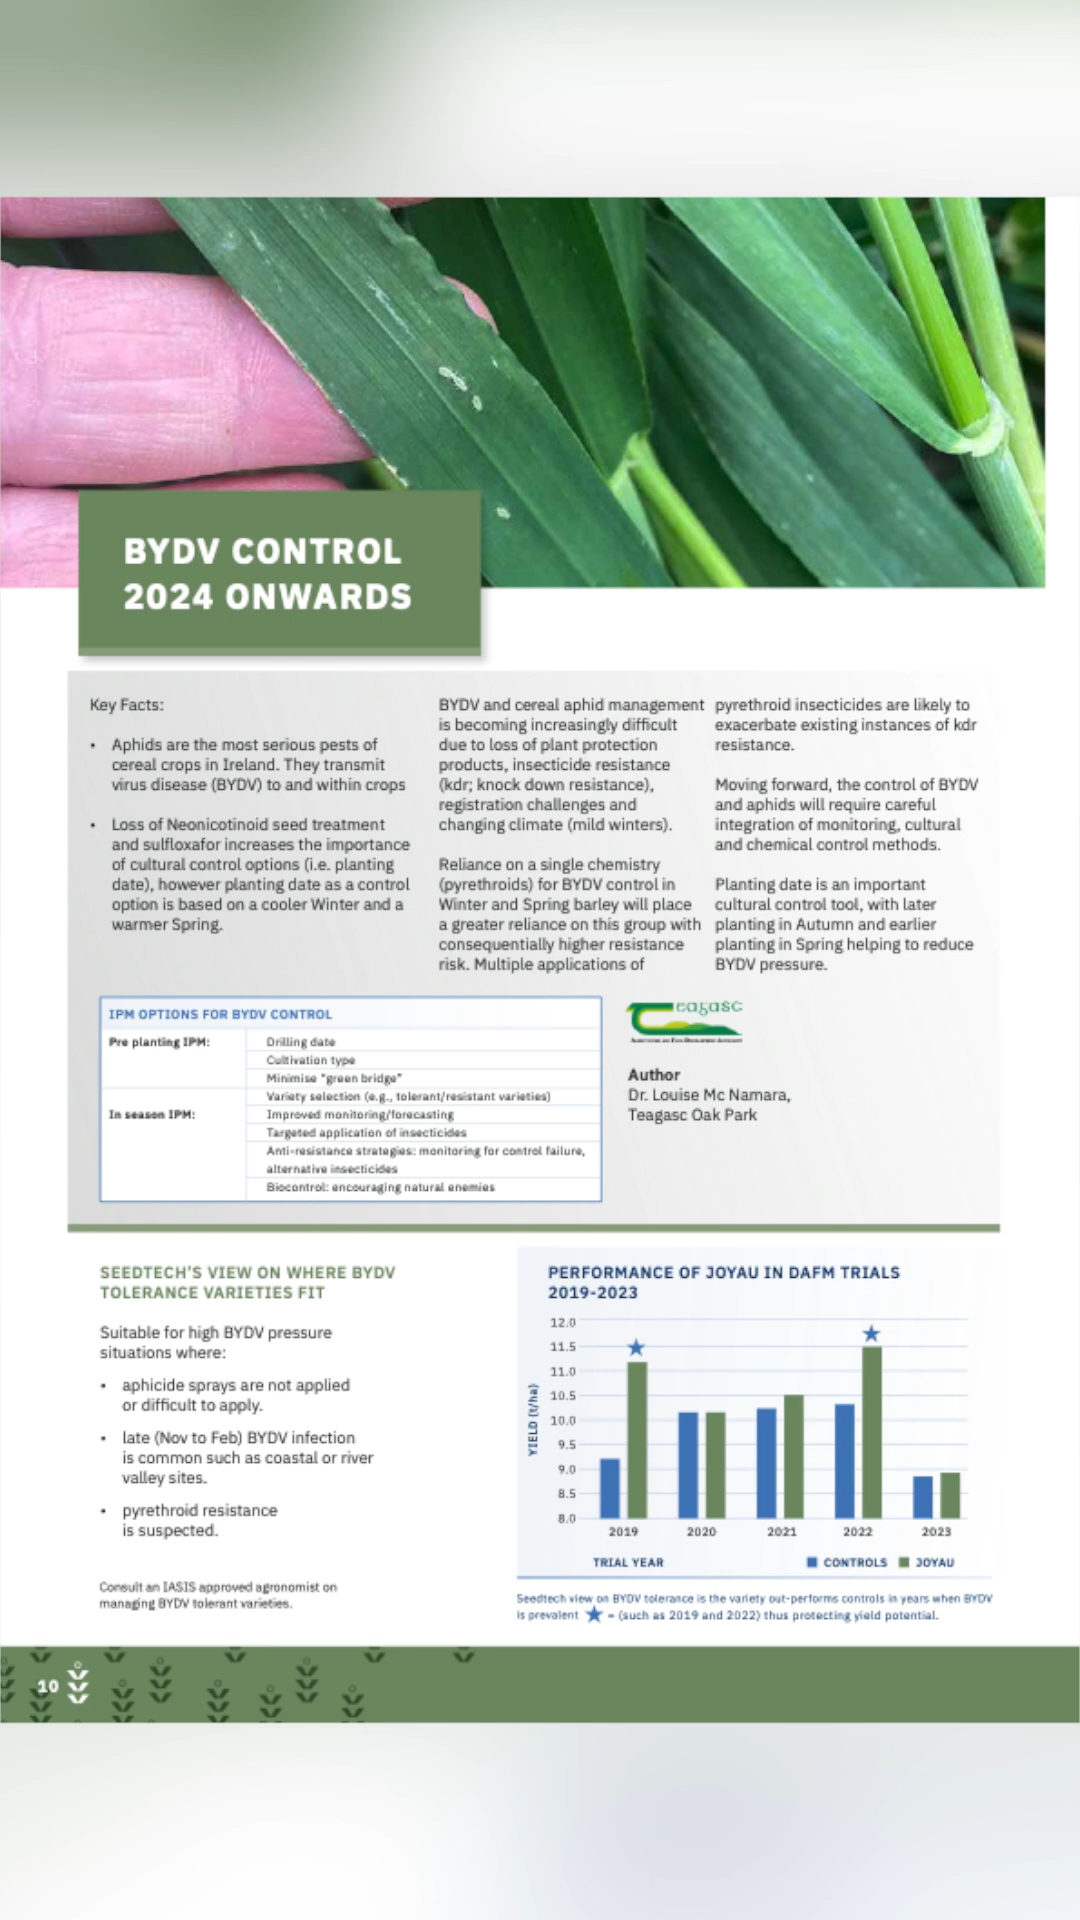 BYDV CONTROL
2024 ONWARDS
Key Facts:
• Aphids are the most serious pests of
cereal crops in Ireland. They transmit
virus disease (BYDV) to and within crops
• Loss of Neonicotinoid seed treatment
and sulfloxafor increases the importance
of cultural control options (i.e. planting
date), however planting date as a control
option is based on a cooler Winter and a
warmer Spring.
BYDV and cereal aphid management
is becoming increasingly difficult
due to loss of plant protection
products, insecticide resistance
(kdr; knock down resistance),
registration challenges and
changing climate (mild winters).
Reliance on a single chemistry
(pyrethroids) for BYDV control in
Winter and Spring barley will place
a greater reliance on this group with
consequentially higher resistance
risk. Multiple applications of
pyrethroid insecticides are likely to
exacerbate existing instances of kdr
resistance.
Moving forward, the control of BYDV
and aphids will require careful
integration of monitoring, cultural
and chemical control methods.
Planting date is an important
cultural control tool, with later
planting in Autumn and earlier
planting in Spring helping to reduce
BYDV pressure.
IPM OPTIONS FOR BYDV CONTROL
Pre planting IPM: Drilling date
Cultivation type
Minimise "green bridge"
Variety selection (e.g., tolerant/resistant varieties)
In season IPM: Improved monitoring/forecasting
Targeted application of insecticides
Anti-resistance strategies: monitoring for control failure,
alternative insecticides
Biocontrol: encouraging natural enemies
eagasc
Author
Dr. Louise Mc Namara,
Teagasc Oak Park
SEEDTECH'S VIEW ON WHERE BYDV
TOLERANCE VARIETIES FIT
Suitable for high BYDV pressure
situations where:
• aphicide sprays are not applied
or difficult to apply.
• late (Nov to Feb) BYDV infection
is common such as coastal or river
valley sites.
• pyrethroid resistance
is suspected.
Consult an IASIS approved agronomist on
managing BYDV tolerant varieties.
PERFORMANCE OF JOYAU IN DAFM TRIALS
2019-2023
YIELD (t/ha)
12.0
11.5
11.0
10.5
10.0
9.5
9.0
8.5
8.0
2019 2020 2021 2022 2023
TRIAL YEAR CONTROLS JOYAU
Seedtech view on BYDV tolerance is the variety out-performs controls in years when BYDV
is prevalent ★ = (such as 2019 and 2022) thus protecting yield potential.
10